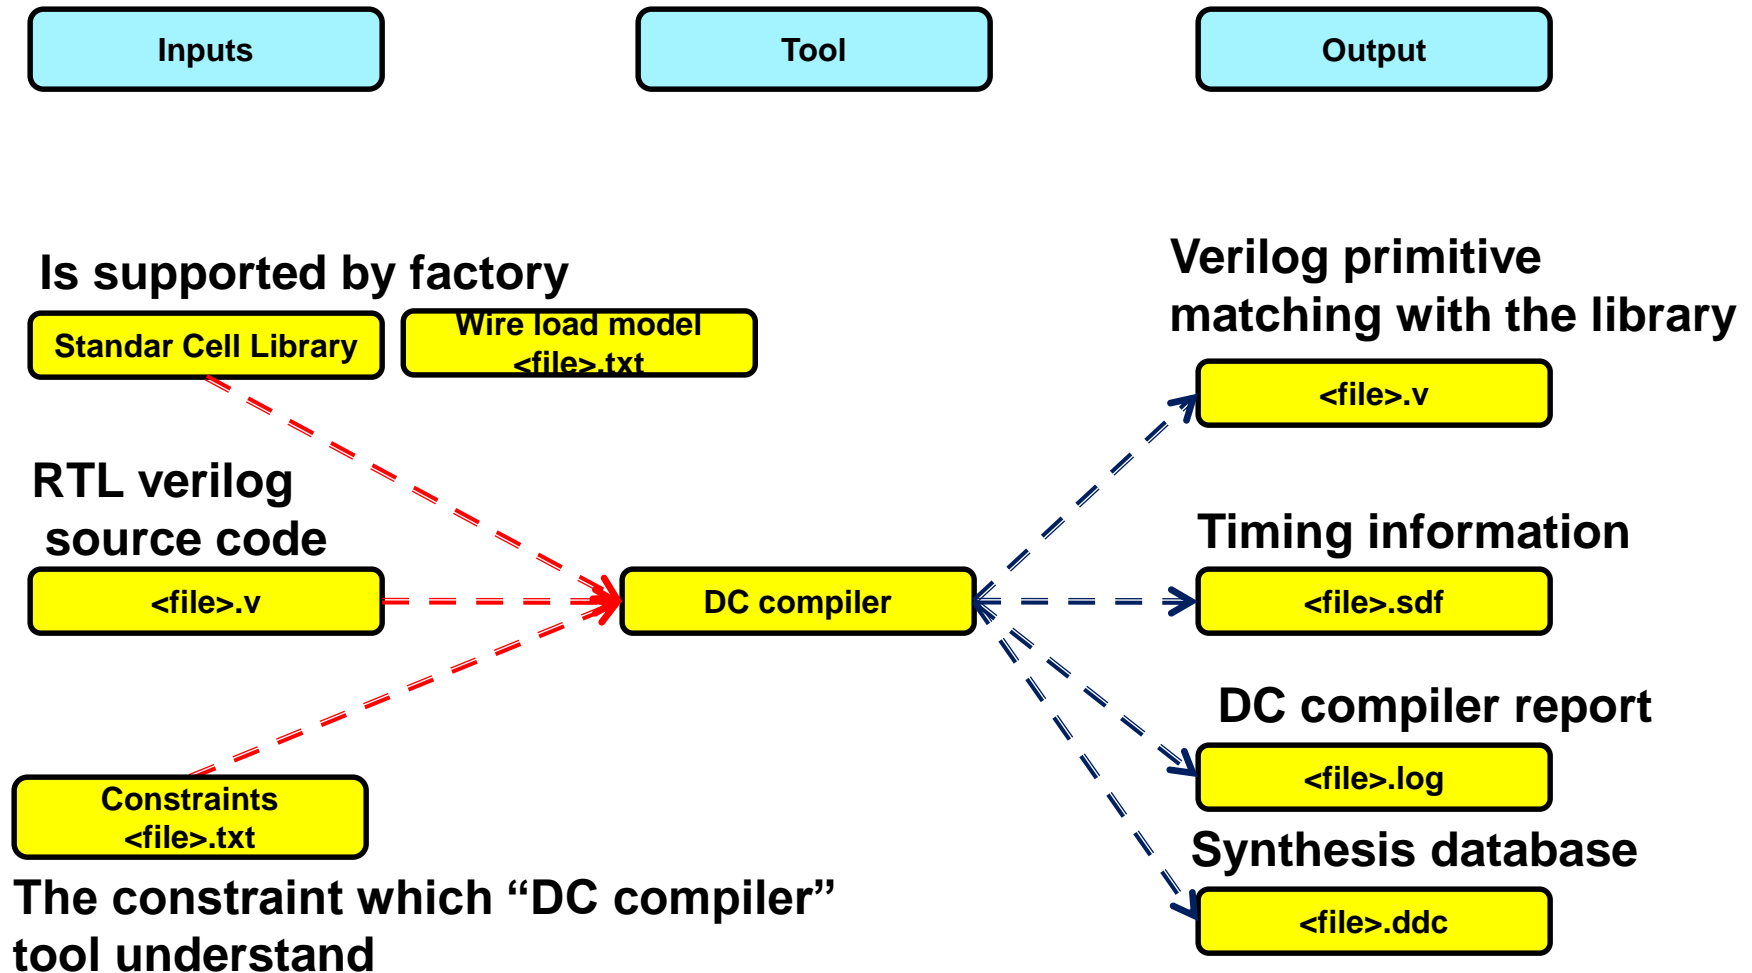 Inputs
Tool
Output
Is supported by factory
Standar Cell Library
Wire load model
<file>.txt
RTL verilog
source code
<file>.v
Constraints
<file>.txt
The constraint which “DC compiler”
tool understand
DC compiler
Verilog primitive
matching with the library
<file>.v
Timing information
<file>.sdf
DC compiler report
<file>.log
Synthesis database
<file>.ddc